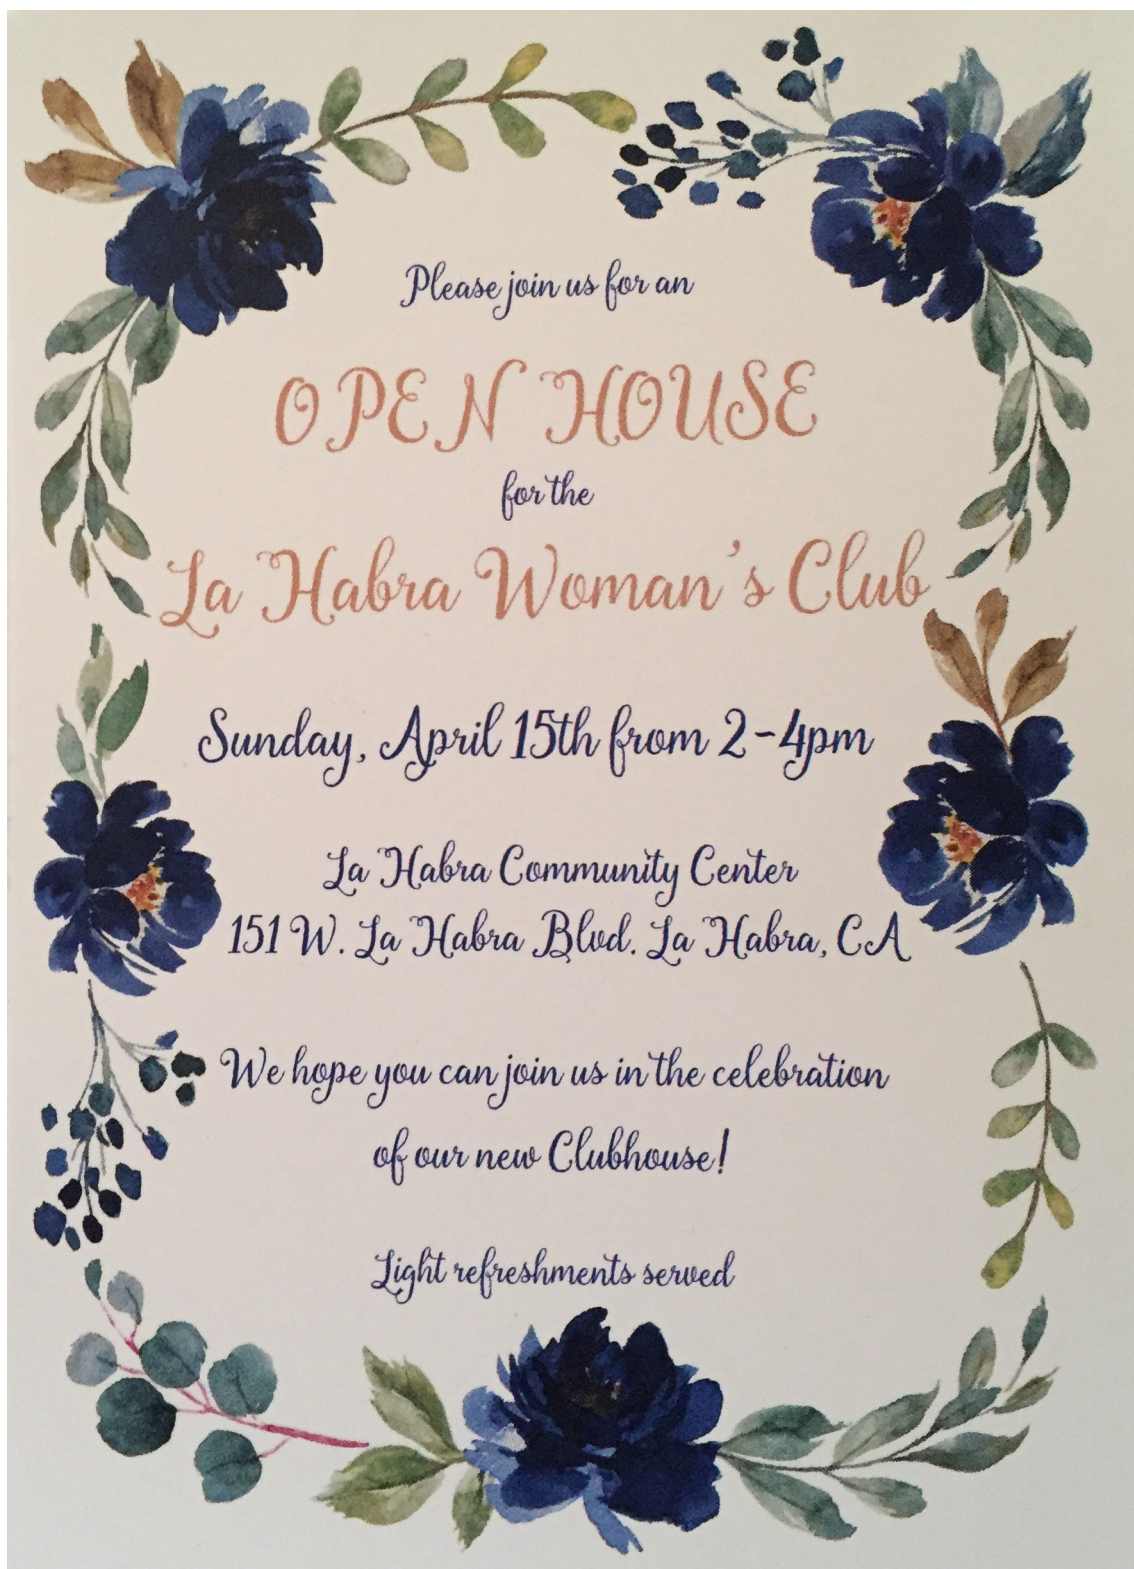 Please join us for an
OPEN HOUSE
for the
La Habra Woman's Club
Sunday, April 15th from 2-4pm
La Habra Community Center
151 W. La Habra Blvd. La Habra, CA
We hope you can join us in the celebration
of our new Clubhouse!
Light refreshments served